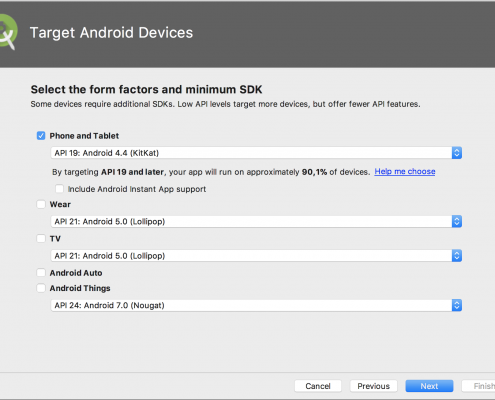 Target Android Devices
Select the form factors and minimum SDK
Some devices require additional SDKs. Low API levels target more devices, but offer fewer API features.
Phone and Tablet
API 19: Android 4.4 (KitKat)
By targeting API 19 and later, your app will run on approximately 90,1% of devices. Help me choose
Include Android Instant App support
Wear
API 21: Android 5.0 (Lollipop)
TV
API 21: Android 5.0 (Lollipop)
Android Auto
Android Things
API 24: Android 7.0 (Nougat)
Cancel Previous Next Finish